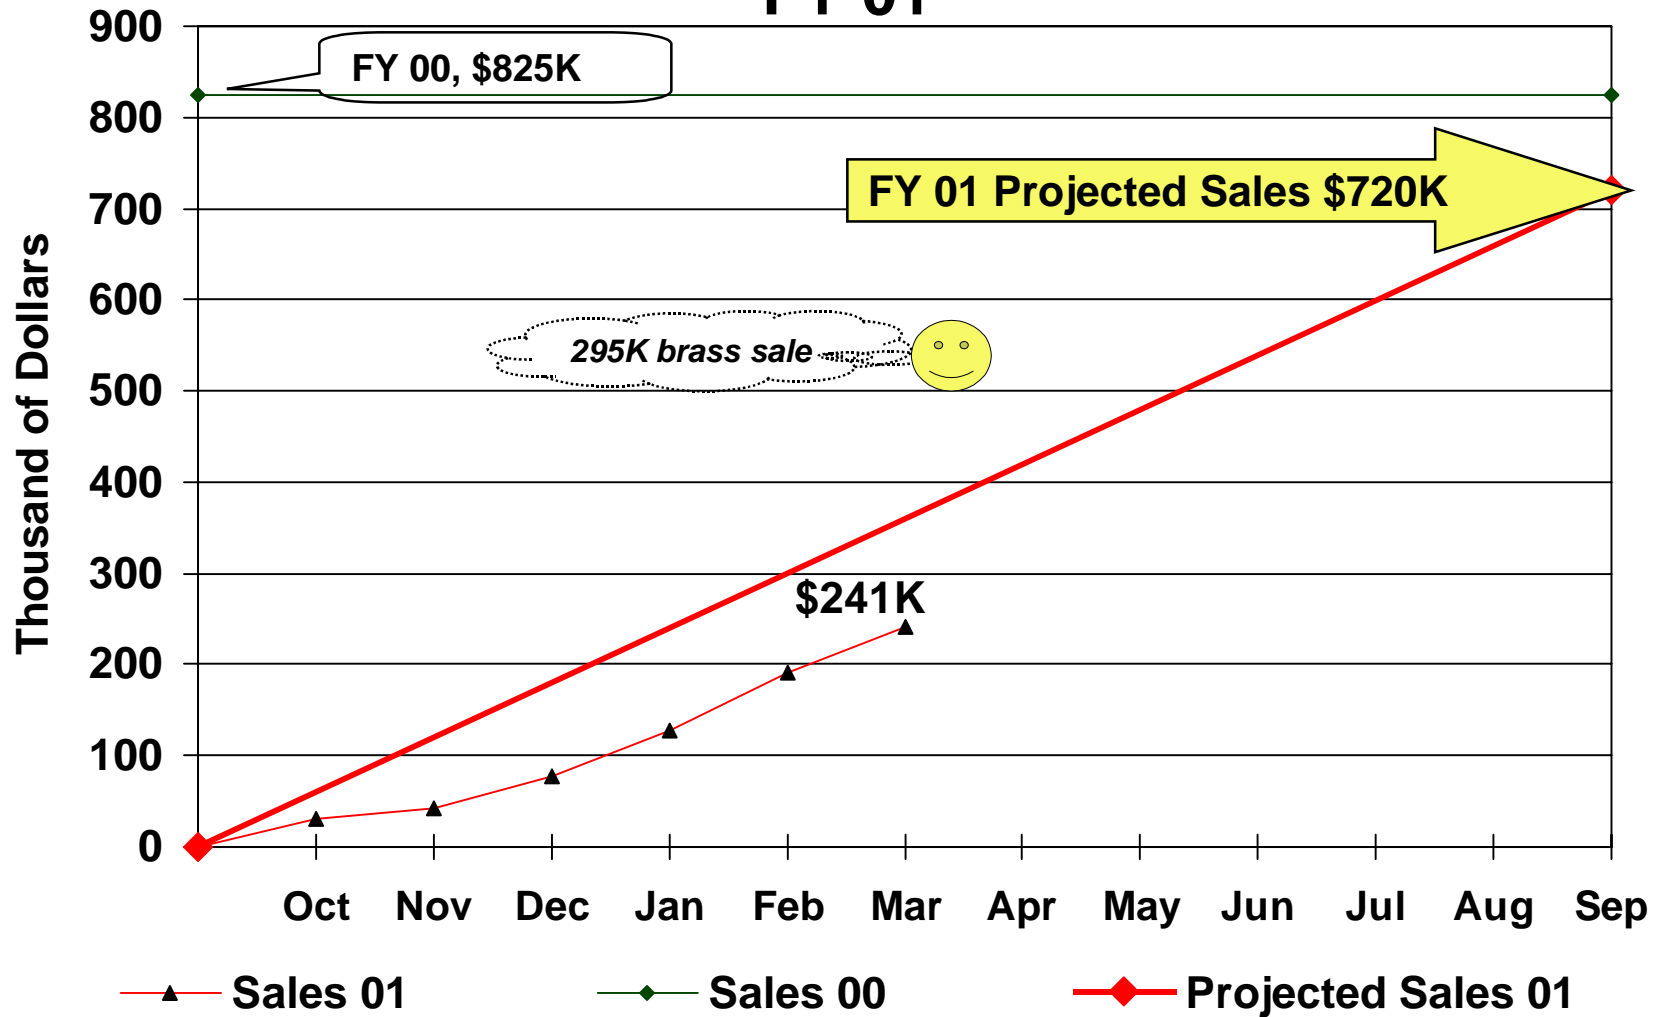 900
800
700
600
500
400
300
200
100
0
Thousand of Dollars
FY 00, $825K
FY 01 Projected Sales $720K
295K brass sale
$241K
Oct Nov Dec Jan Feb Mar Apr May Jun Jul Aug Sep
Sales 01 Sales 00 Projected Sales 01